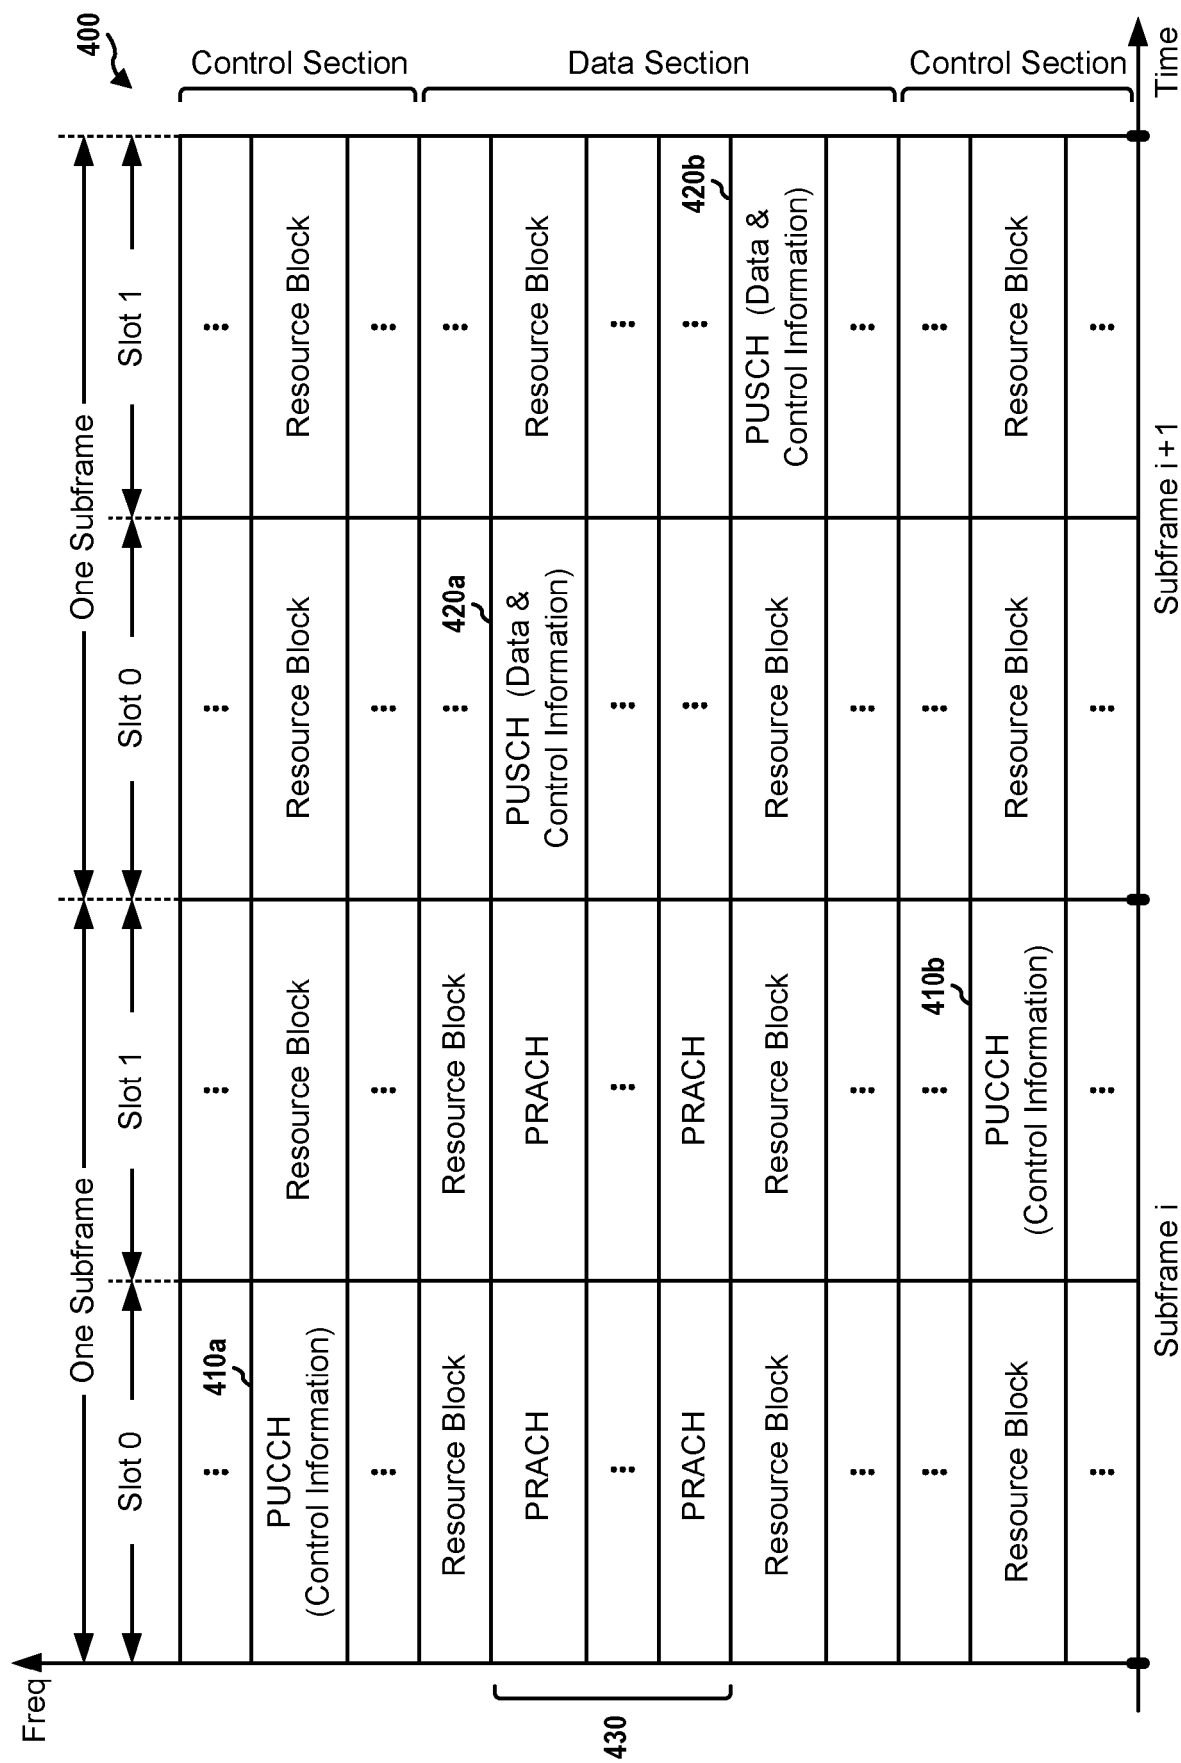 400
Freq
One Subframe One Subframe
Slot 0 Slot 1 Slot 0 Slot 1
Control Section
... 410a ... ... ...
PUCCH
(Control Information) Resource Block Resource Block Resource Block
... ... ... ...
Data Section
Resource Block Resource Block ... 420a ...
PRACH PRACH PUSCH (Data &
Control Information) Resource Block
430 ... ... ... ...
PRACH PRACH ... ... 420b
Resource Block Resource Block Resource Block PUSCH (Data &
Control Information)
... ... ... ...
Control Section
... ... 410b ... ...
Resource Block PUCCH
(Control Information) Resource Block Resource Block
... ... ... ...
Subframe i Subframe i +1 Time